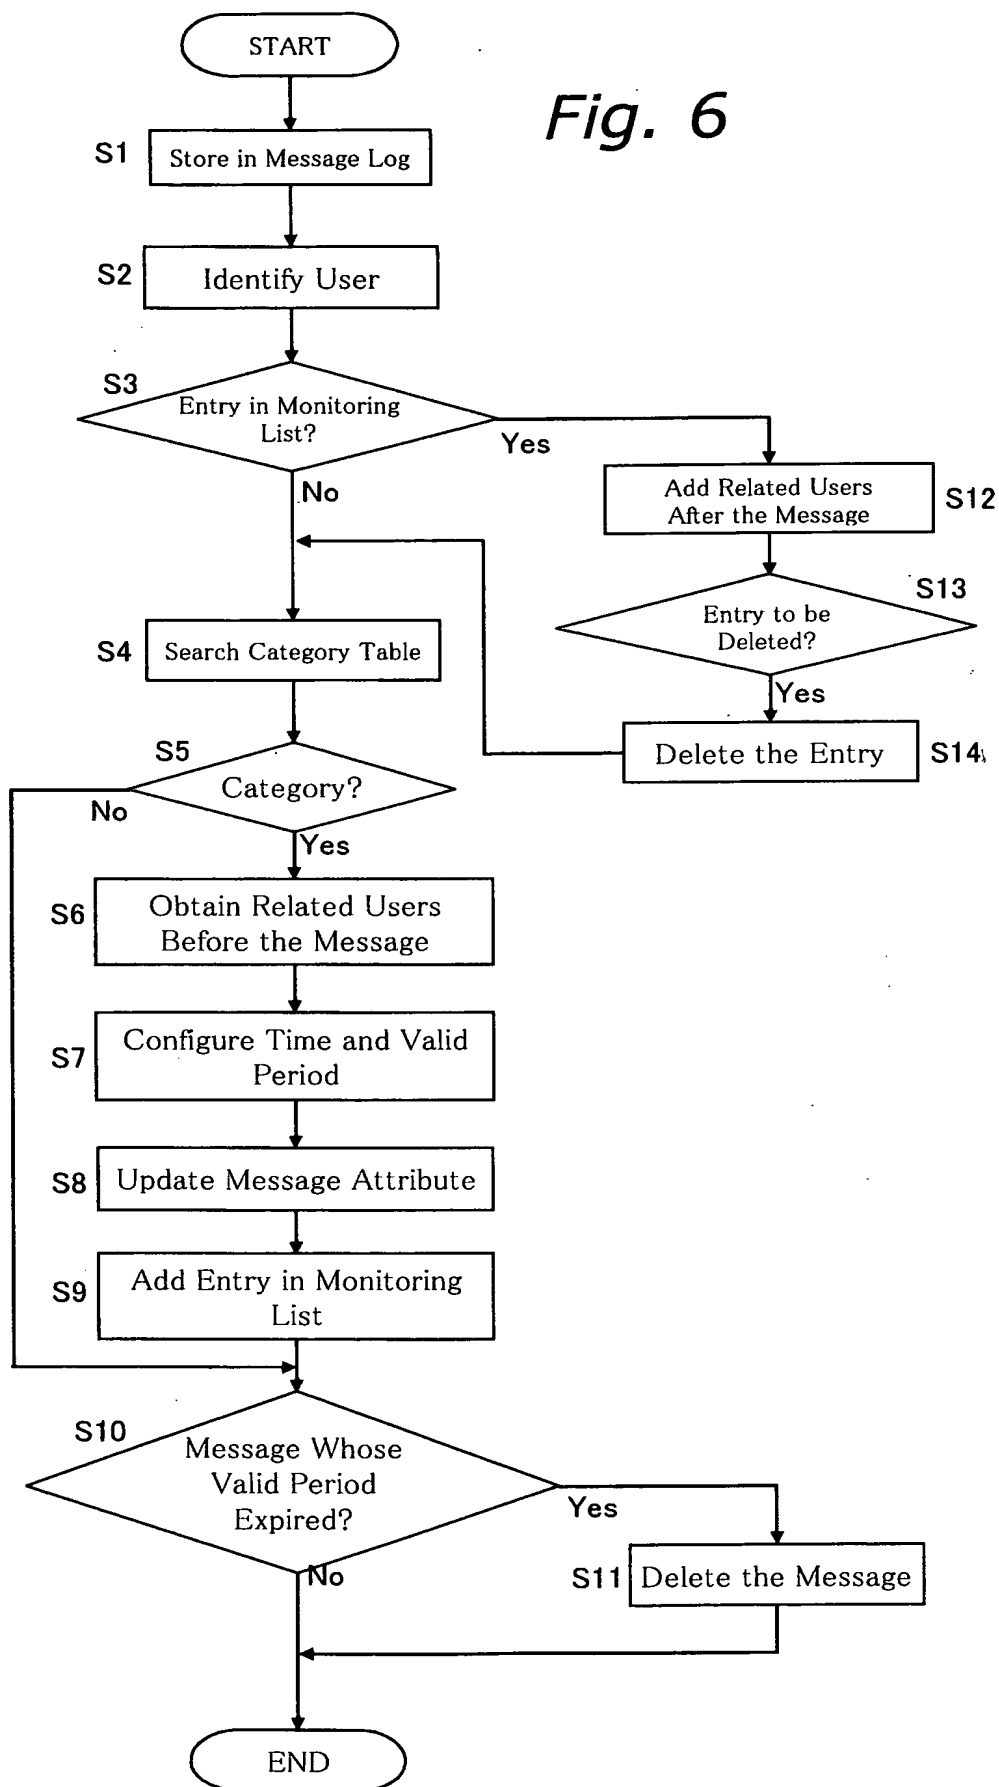 START
Fig. 6
S1
Store in Message Log
S2
Identify User
S3
Entry in Monitoring
List?
Yes
No
Add Related Users
After the Message
S12
S13
Entry to be
Deleted?
Yes
S4
Search Category Table
Delete the Entry
S14
S5
Category?
No
Yes
S6
Obtain Related Users
Before the Message
S7
Configure Time and Valid
Period
S8
Update Message Attribute
S9
Add Entry in Monitoring
List
S10
Message Whose
Valid Period
Expired?
Yes
No
S11
Delete the Message
END